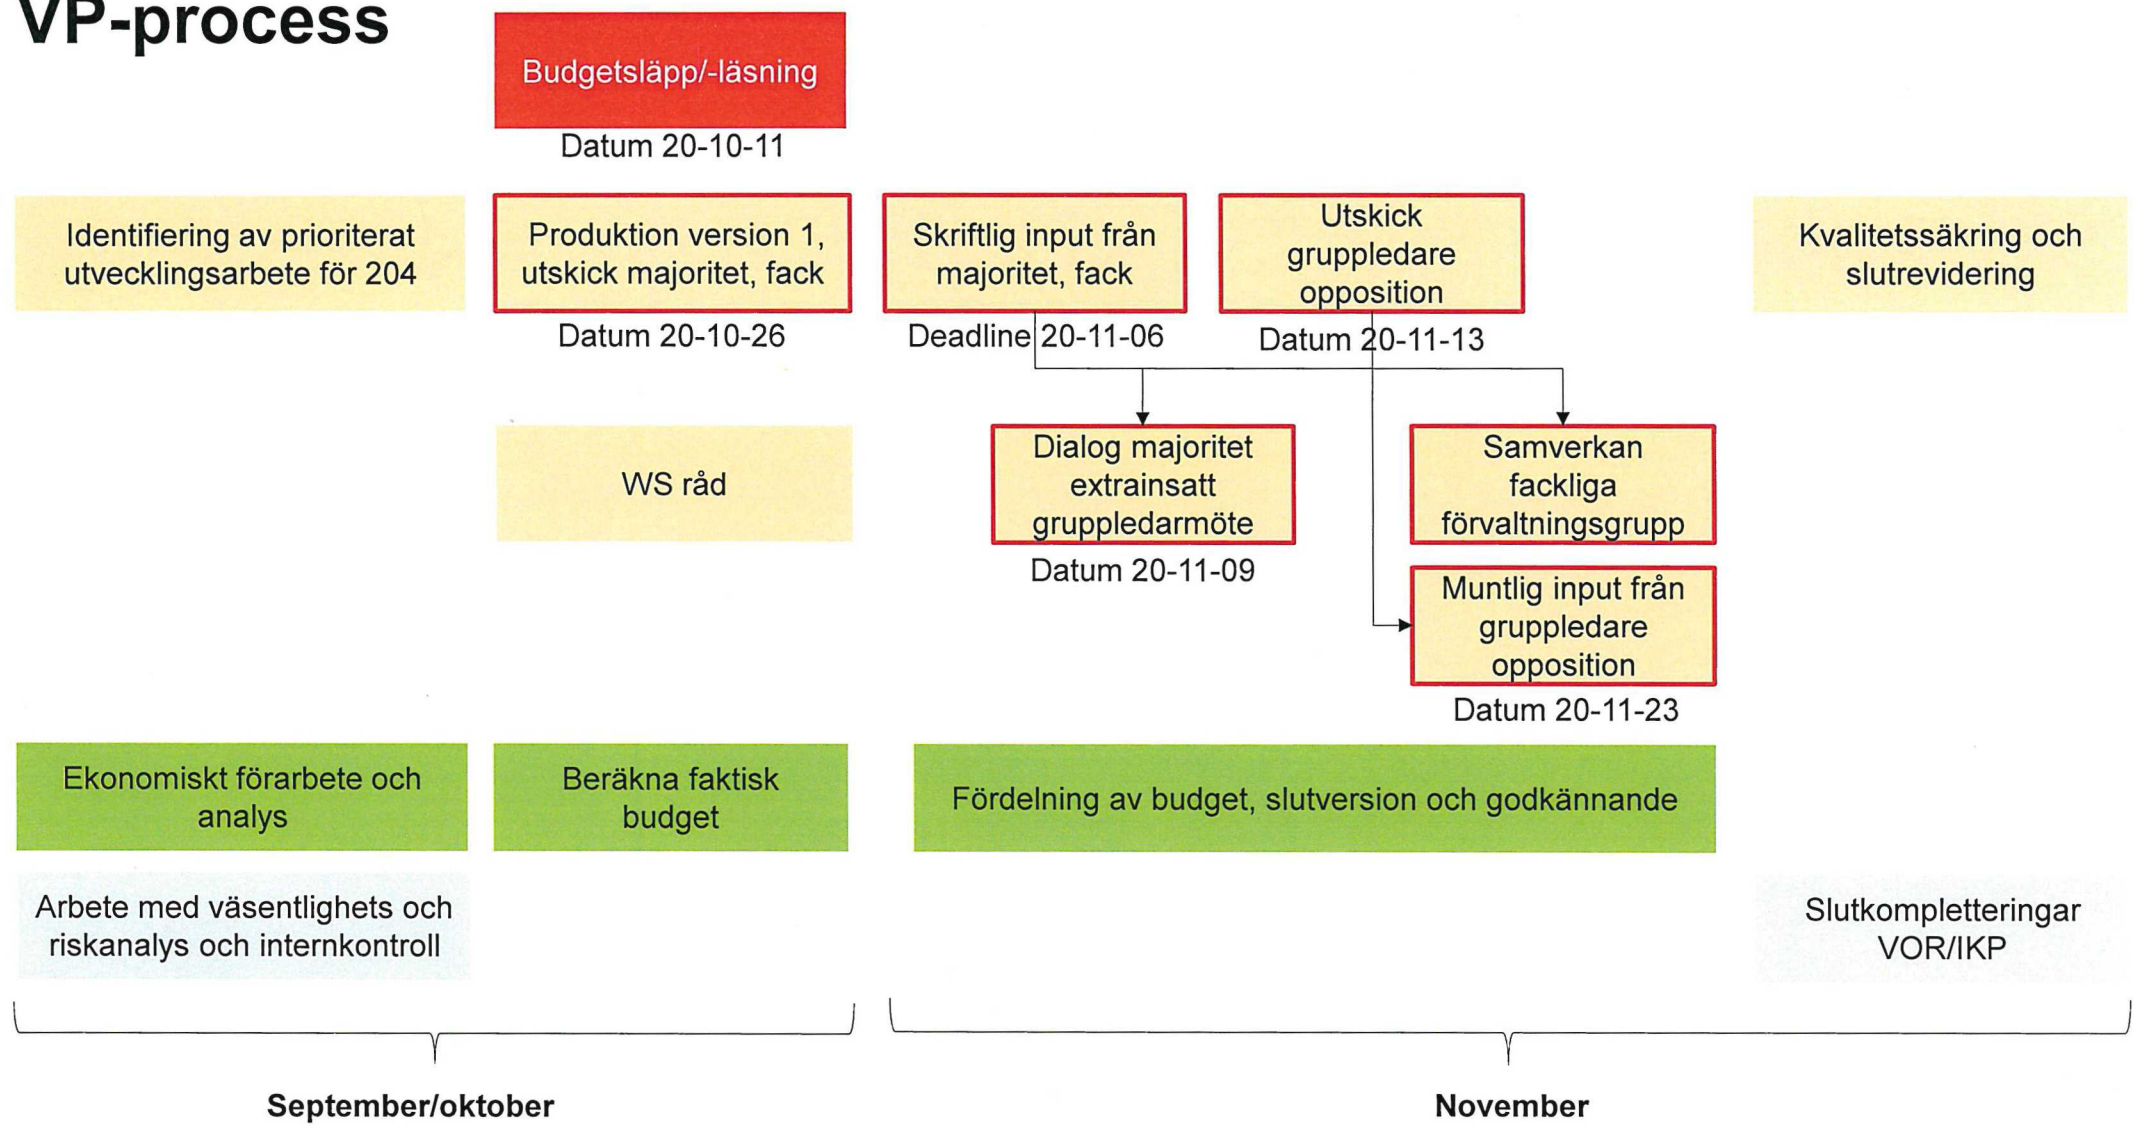 VP-process
Budgetsläpp/-läsning
Datum 20-10-11
Identifiering av prioriterat
utvecklingsarbete för 204
Produktion version 1,
utskick majoritet, fack
Datum 20-10-26
Skriftlig input från
majoritet, fack
Deadline 20-11-06
Utskick
gruppledare
opposition
Datum 20-11-13
Kvalitetssäkring och
slutrevidering
WS råd
Dialog majoritet
extrainsatt
gruppledarmöte
Datum 20-11-09
Samverkan
fackliga
förvaltningsgrupp
Muntlig input från
gruppledare
opposition
Datum 20-11-23
Ekonomiskt förarbete och
analys
Beräkna faktisk
budget
Fördelning av budget, slutversion och godkännande
Arbete med väsentlighets och
riskanalys och internkontroll
Slutkompletteringar
VOR/IKP
September/oktober
November